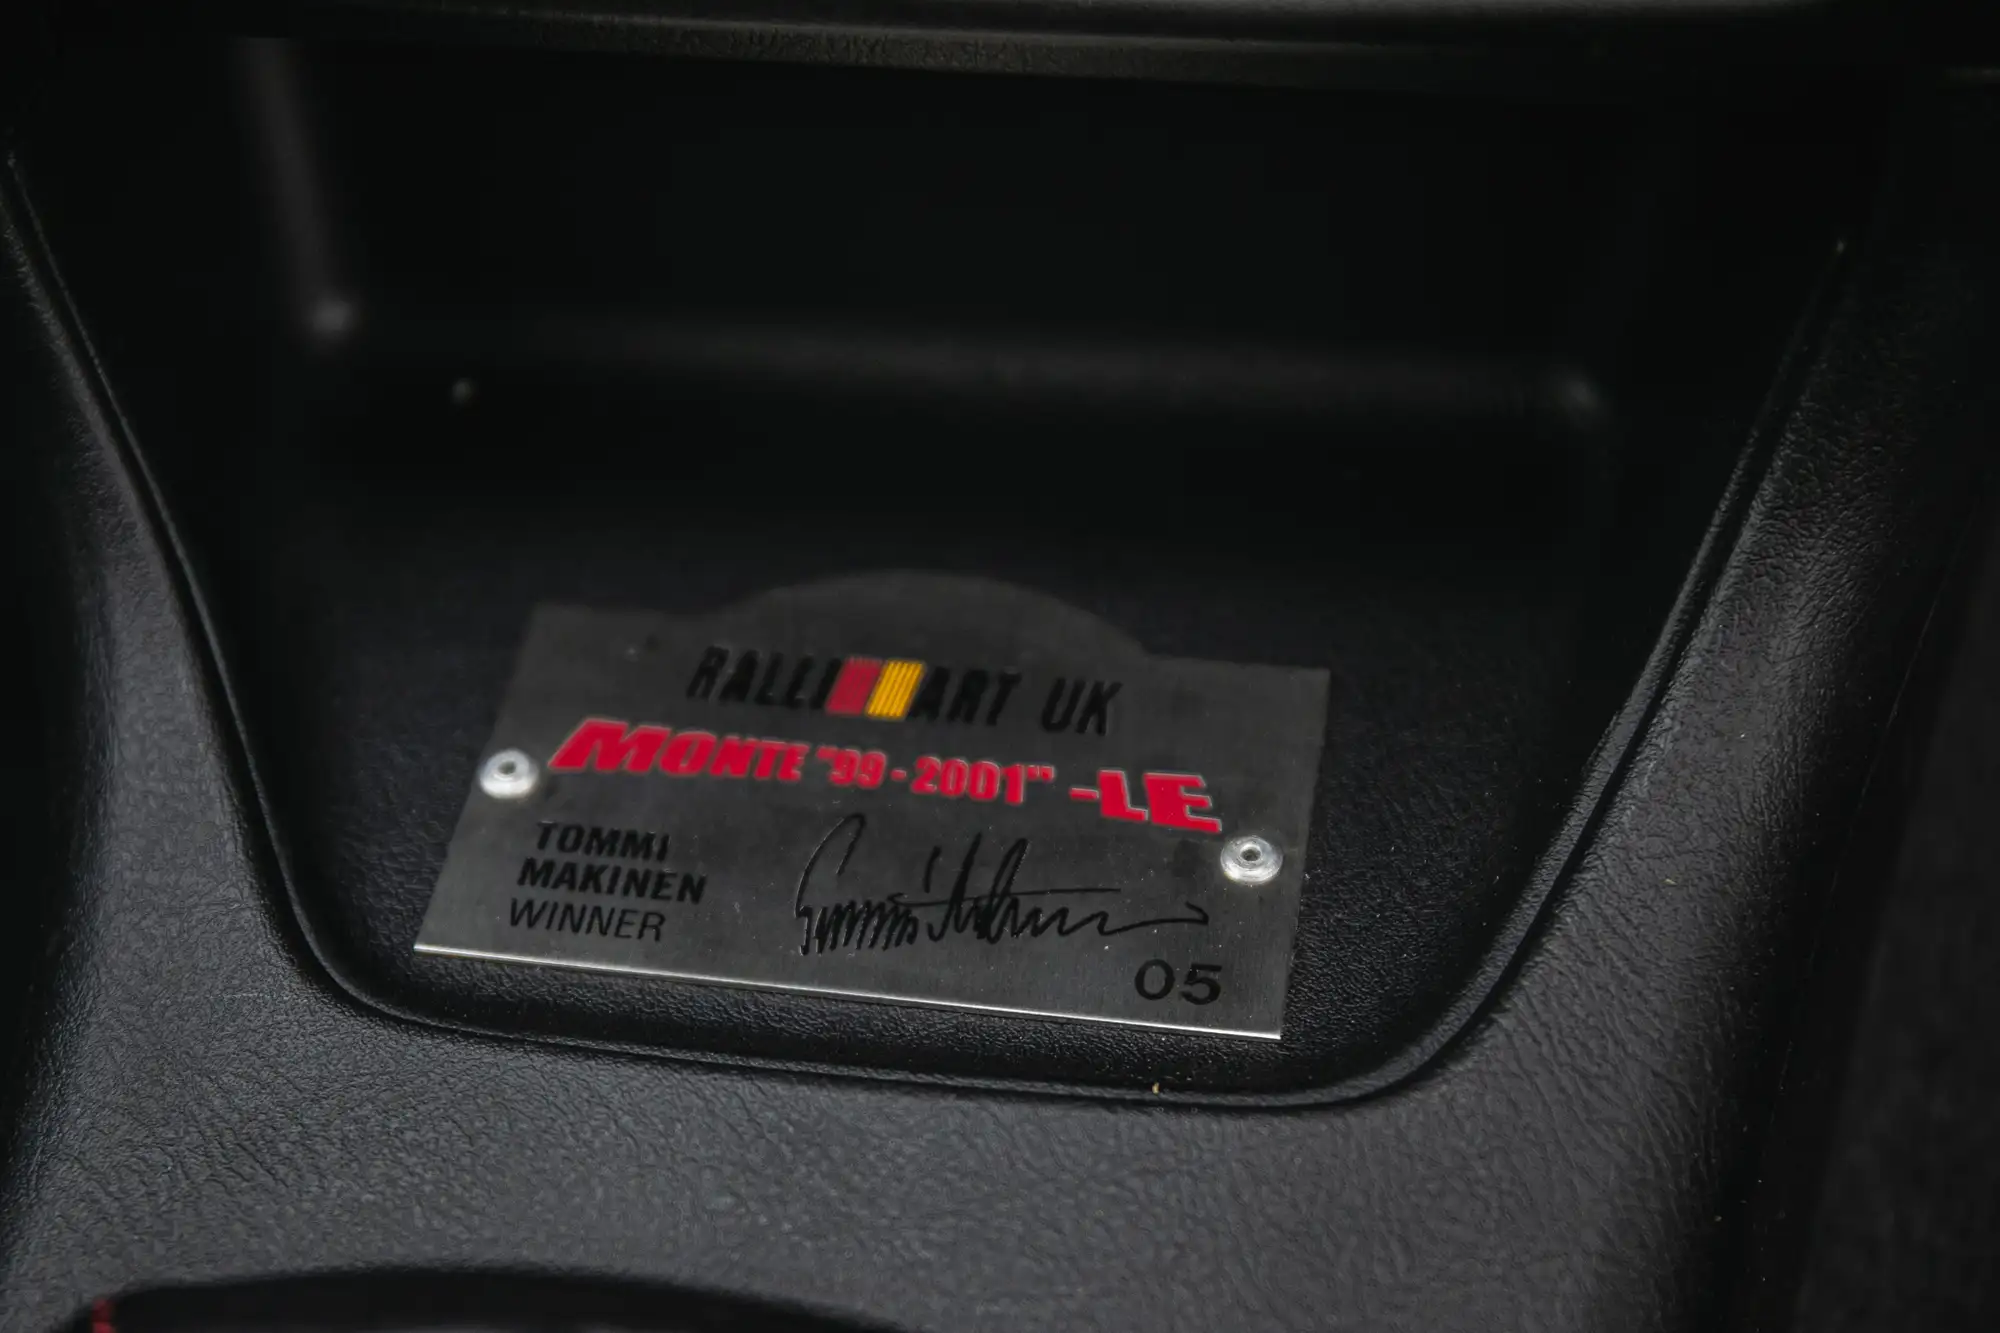 RALLIART UK
MONTE "99-2001" -LE
TOMMI
MAKINEN
WINNER
05